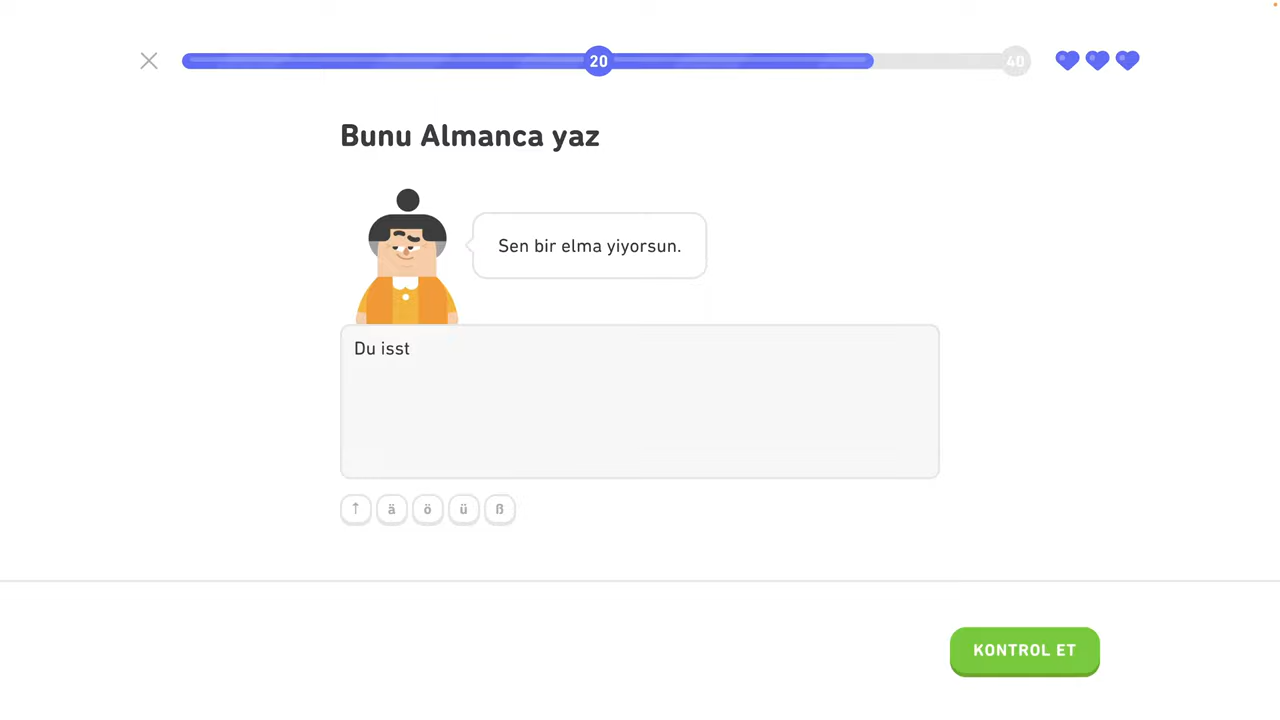 20
40
Bunu Almanca yaz
Sen bir elma yiyorsun.
Du isst
↑ ä ö ü ß
KONTROL ET